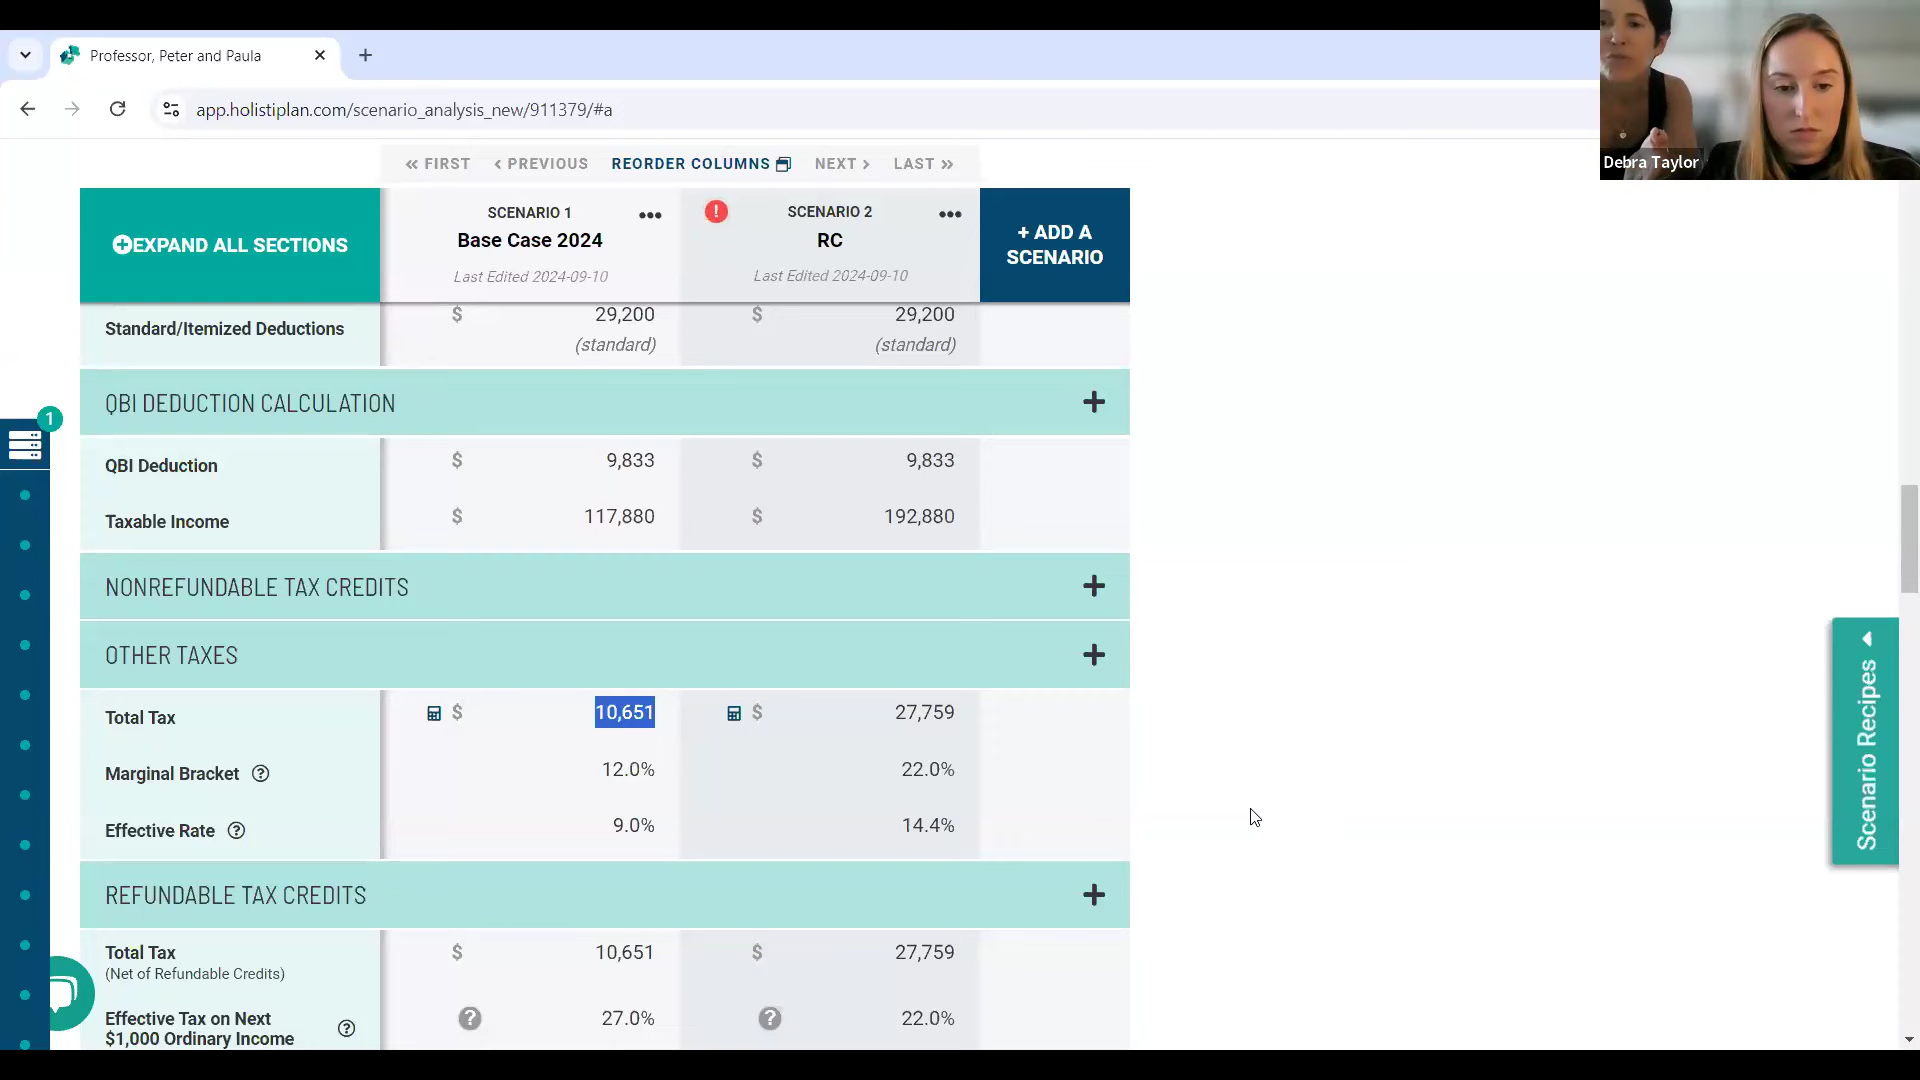 Professor, Peter and Paula
app.holistiplan.com/scenario_analysis_new/911379/#a
Debra Taylor
FIRST PREVIOUS REORDER COLUMNS NEXT LAST
EXPAND ALL SECTIONS
SCENARIO 1
Base Case 2024
Last Edited 2024-09-10
!
SCENARIO 2
RC
Last Edited 2024-09-10
+ ADD A
SCENARIO
Standard/Itemized Deductions $ 29,200 $ 29,200
(standard) (standard)
QBI DEDUCTION CALCULATION
1
QBI Deduction $ 9,833 $ 9,833
Taxable Income $ 117,880 $ 192,880
NONREFUNDABLE TAX CREDITS
OTHER TAXES
Total Tax $ 10,651 $ 27,759
Marginal Bracket ? 12.0% 22.0%
Effective Rate ? 9.0% 14.4%
REFUNDABLE TAX CREDITS
Total Tax $ 10,651 $ 27,759
(Net of Refundable Credits)
Effective Tax on Next ? ? 27.0% ? 22.0%
$1,000 Ordinary Income
Scenario Recipes